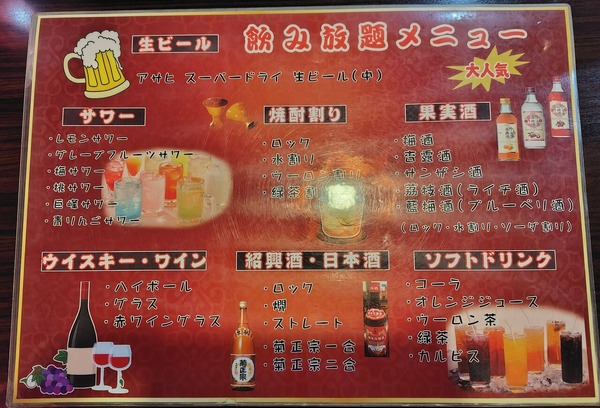 生ビール
飲み放題メニュー
アサヒ スーパードライ 生ビール(中)
大人気
サワー
・レモンサワー
・グレープフルーツサワー
・梅サワー
・桃サワー
・巨峰サワー
・青りんごサワー
焼酎割り
・ロック
・水割り
・ウーロン割り
・緑茶割
果実酒
・梅酒
・杏露酒
・サンザシ酒
・荔枝酒(ライチ酒)
・藍梅酒(ブルーベリ酒)
(ロック・水割り・ソーダ割り)
ウイスキー・ワイン
・ハイボール
・グラス
・赤ワイングラス
紹興酒・日本酒
・ロック
・燗
・ストレート
・菊正宗一合
・菊正宗二合
ソフトドリンク
・コーラ
・オレンジジュース
・ウーロン茶
・緑茶
・カルピス
菊正宗